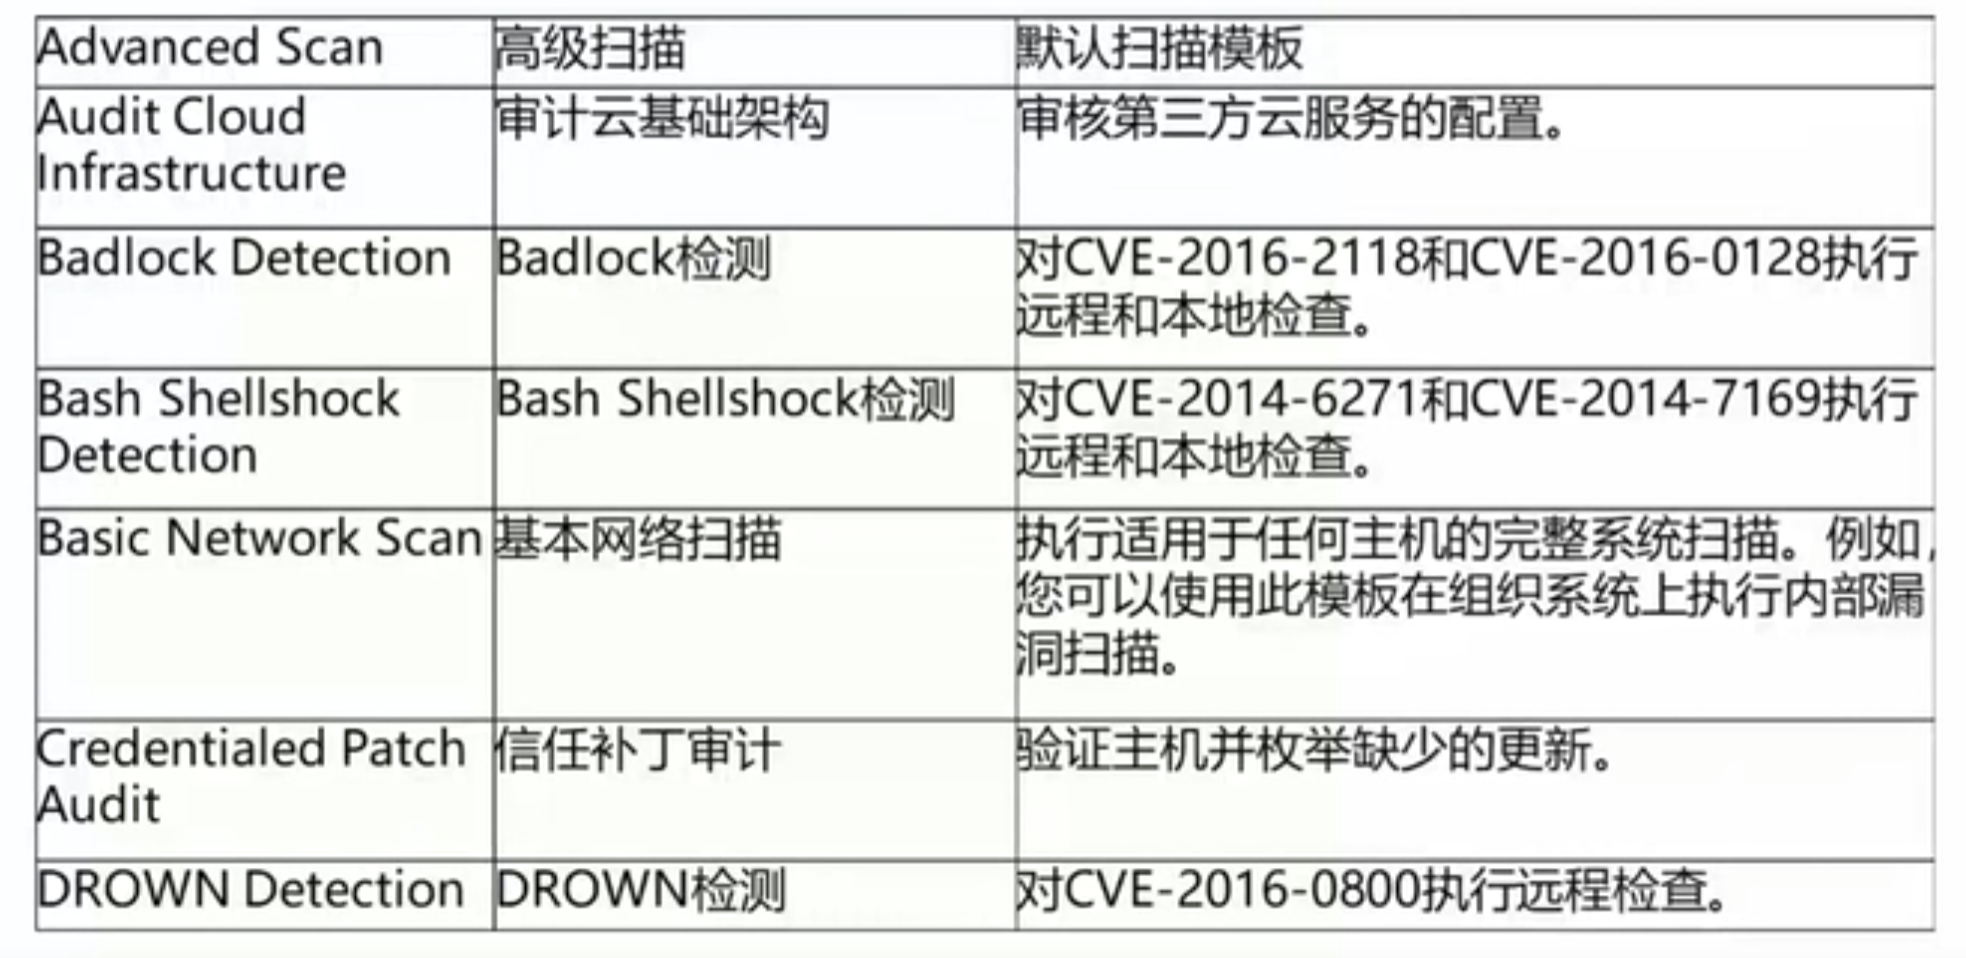 Advanced Scan 高级扫描 默认扫描模板
Audit Cloud 审计云基础架构 审核第三方云服务的配置。
Infrastructure
Badlock Detection Badlock检测 对CVE-2016-2118和CVE-2016-0128执行
远程和本地检查。
Bash Shellshock Bash Shellshock检测 对CVE-2014-6271和CVE-2014-7169执行
Detection 远程和本地检查。
Basic Network Scan 基本网络扫描 执行适用于任何主机的完整系统扫描。例如,
您可以使用此模板在组织系统上执行内部漏
洞扫描。
Credentialed Patch 信任补丁审计 验证主机并枚举缺少的更新。
Audit
DROWN Detection DROWN检测 对CVE-2016-0800执行远程检查。